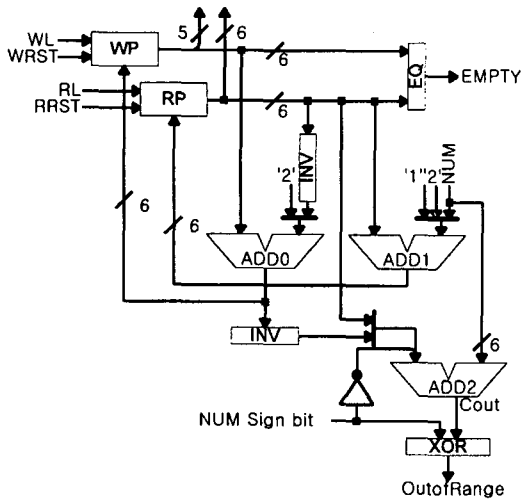 WL
WRST
WP
5
6
6
EQ
EMPTY
RL
RRST
RP
6
'2'
INV
'1''2'
NUM
6
6
ADD0
ADD1
INV
6
ADD2
Cout
NUM Sign bit
XOR
OutofRange